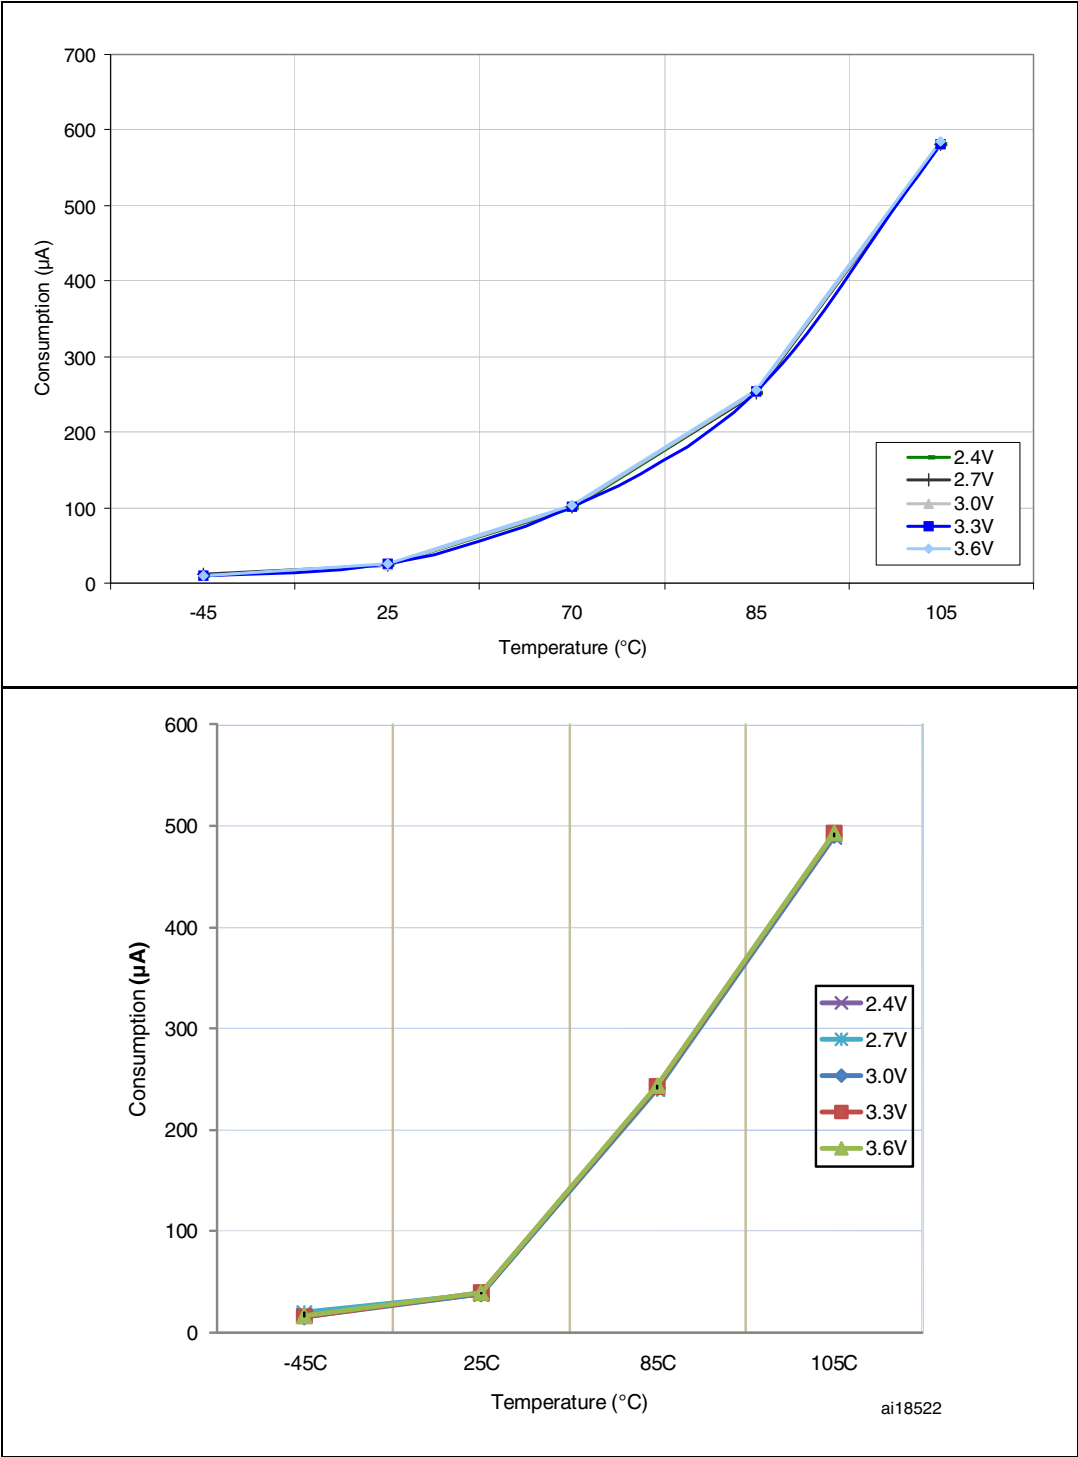 700
600
500
400
300
200
100
0
Consumption (µA)
-45 25 70 85 105
Temperature (°C)
2.4V
2.7V
3.0V
3.3V
3.6V
600
500
400
300
200
100
0
Consumption (µA)
-45C 25C 85C 105C
Temperature (°C)
2.4V
2.7V
3.0V
3.3V
3.6V
ai18522